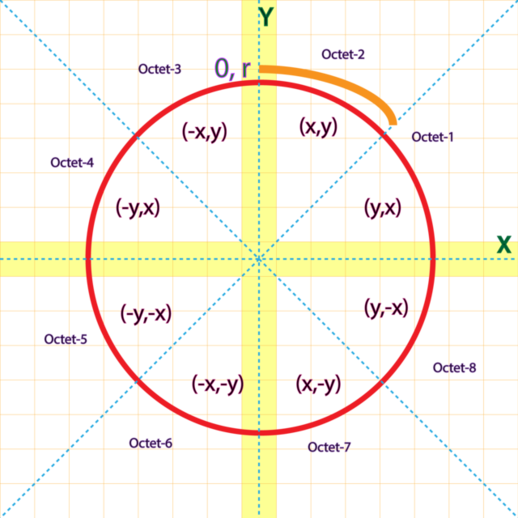 Y
Octet-2
Octet-3
0, r
(-x,y)
(x,y)
Octet-1
Octet-4
(-y,x)
(y,x)
X
(-y,-x)
(y,-x)
Octet-5
Octet-8
(-x,-y)
(x,-y)
Octet-6
Octet-7